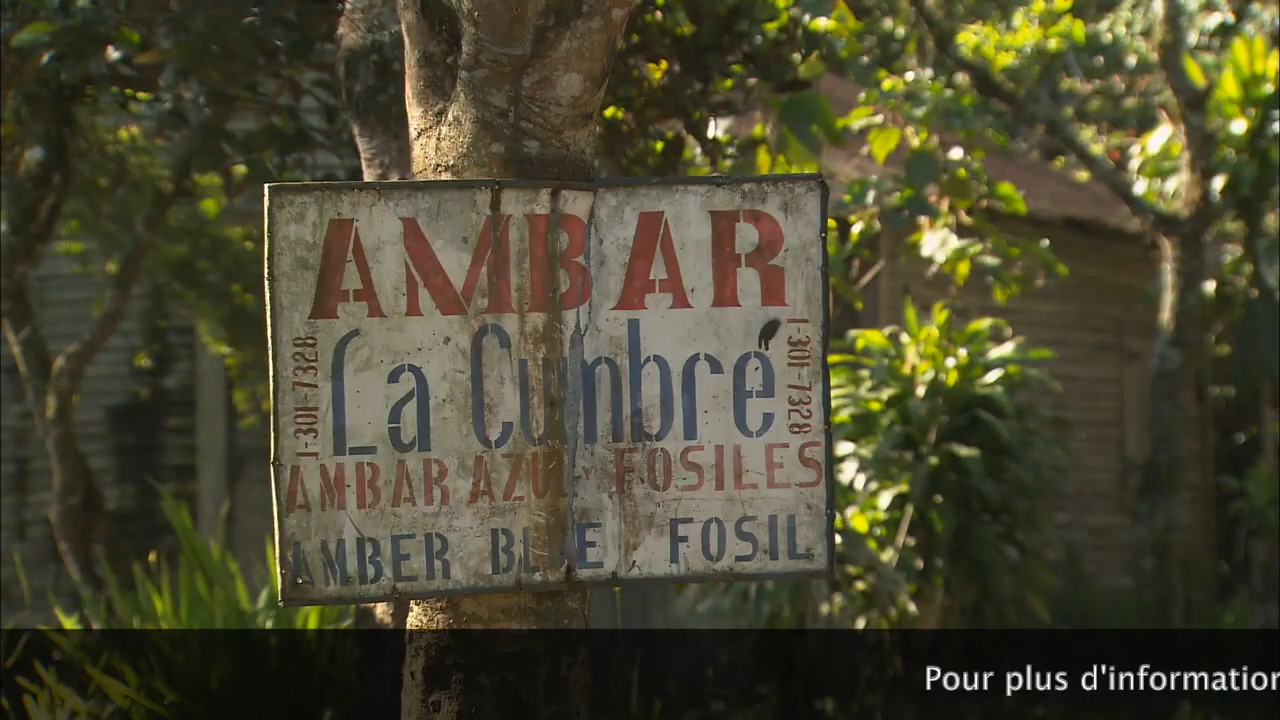 AMBAR
La Cumbre
1-301-7328
1-301-7328
AMBAR AZUL Y FOSILES
AMBER BLUE FOSIL
Pour plus d'information